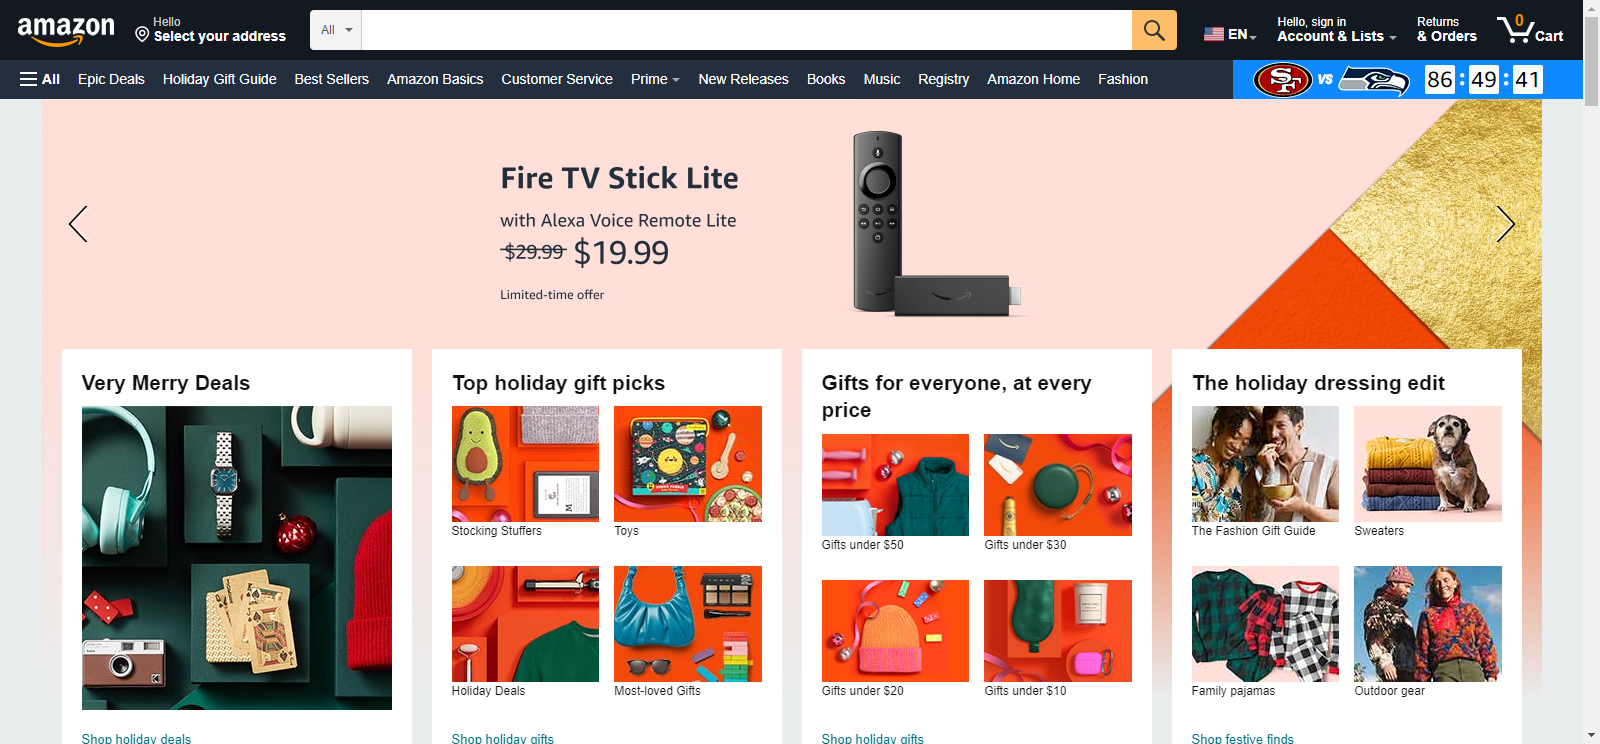 amazon
Hello
Select your address
All
EN
Hello, sign in
Account & Lists
Returns
& Orders
0
Cart
All
Epic Deals
Holiday Gift Guide
Best Sellers
Amazon Basics
Customer Service
Prime
New Releases
Books
Music
Registry
Amazon Home
Fashion
SF
VS
86:49:41
Fire TV Stick Lite
with Alexa Voice Remote Lite
$29.99 $19.99
Limited-time offer
Very Merry Deals
Shop holiday deals
Top holiday gift picks
Stocking Stuffers
Toys
Holiday Deals
Most-loved Gifts
Shop holiday gifts
Gifts for everyone, at every
price
Gifts under $50
Gifts under $30
Gifts under $20
Gifts under $10
Shop holiday gifts
The holiday dressing edit
The Fashion Gift Guide
Sweaters
Family pajamas
Outdoor gear
Shop festive finds